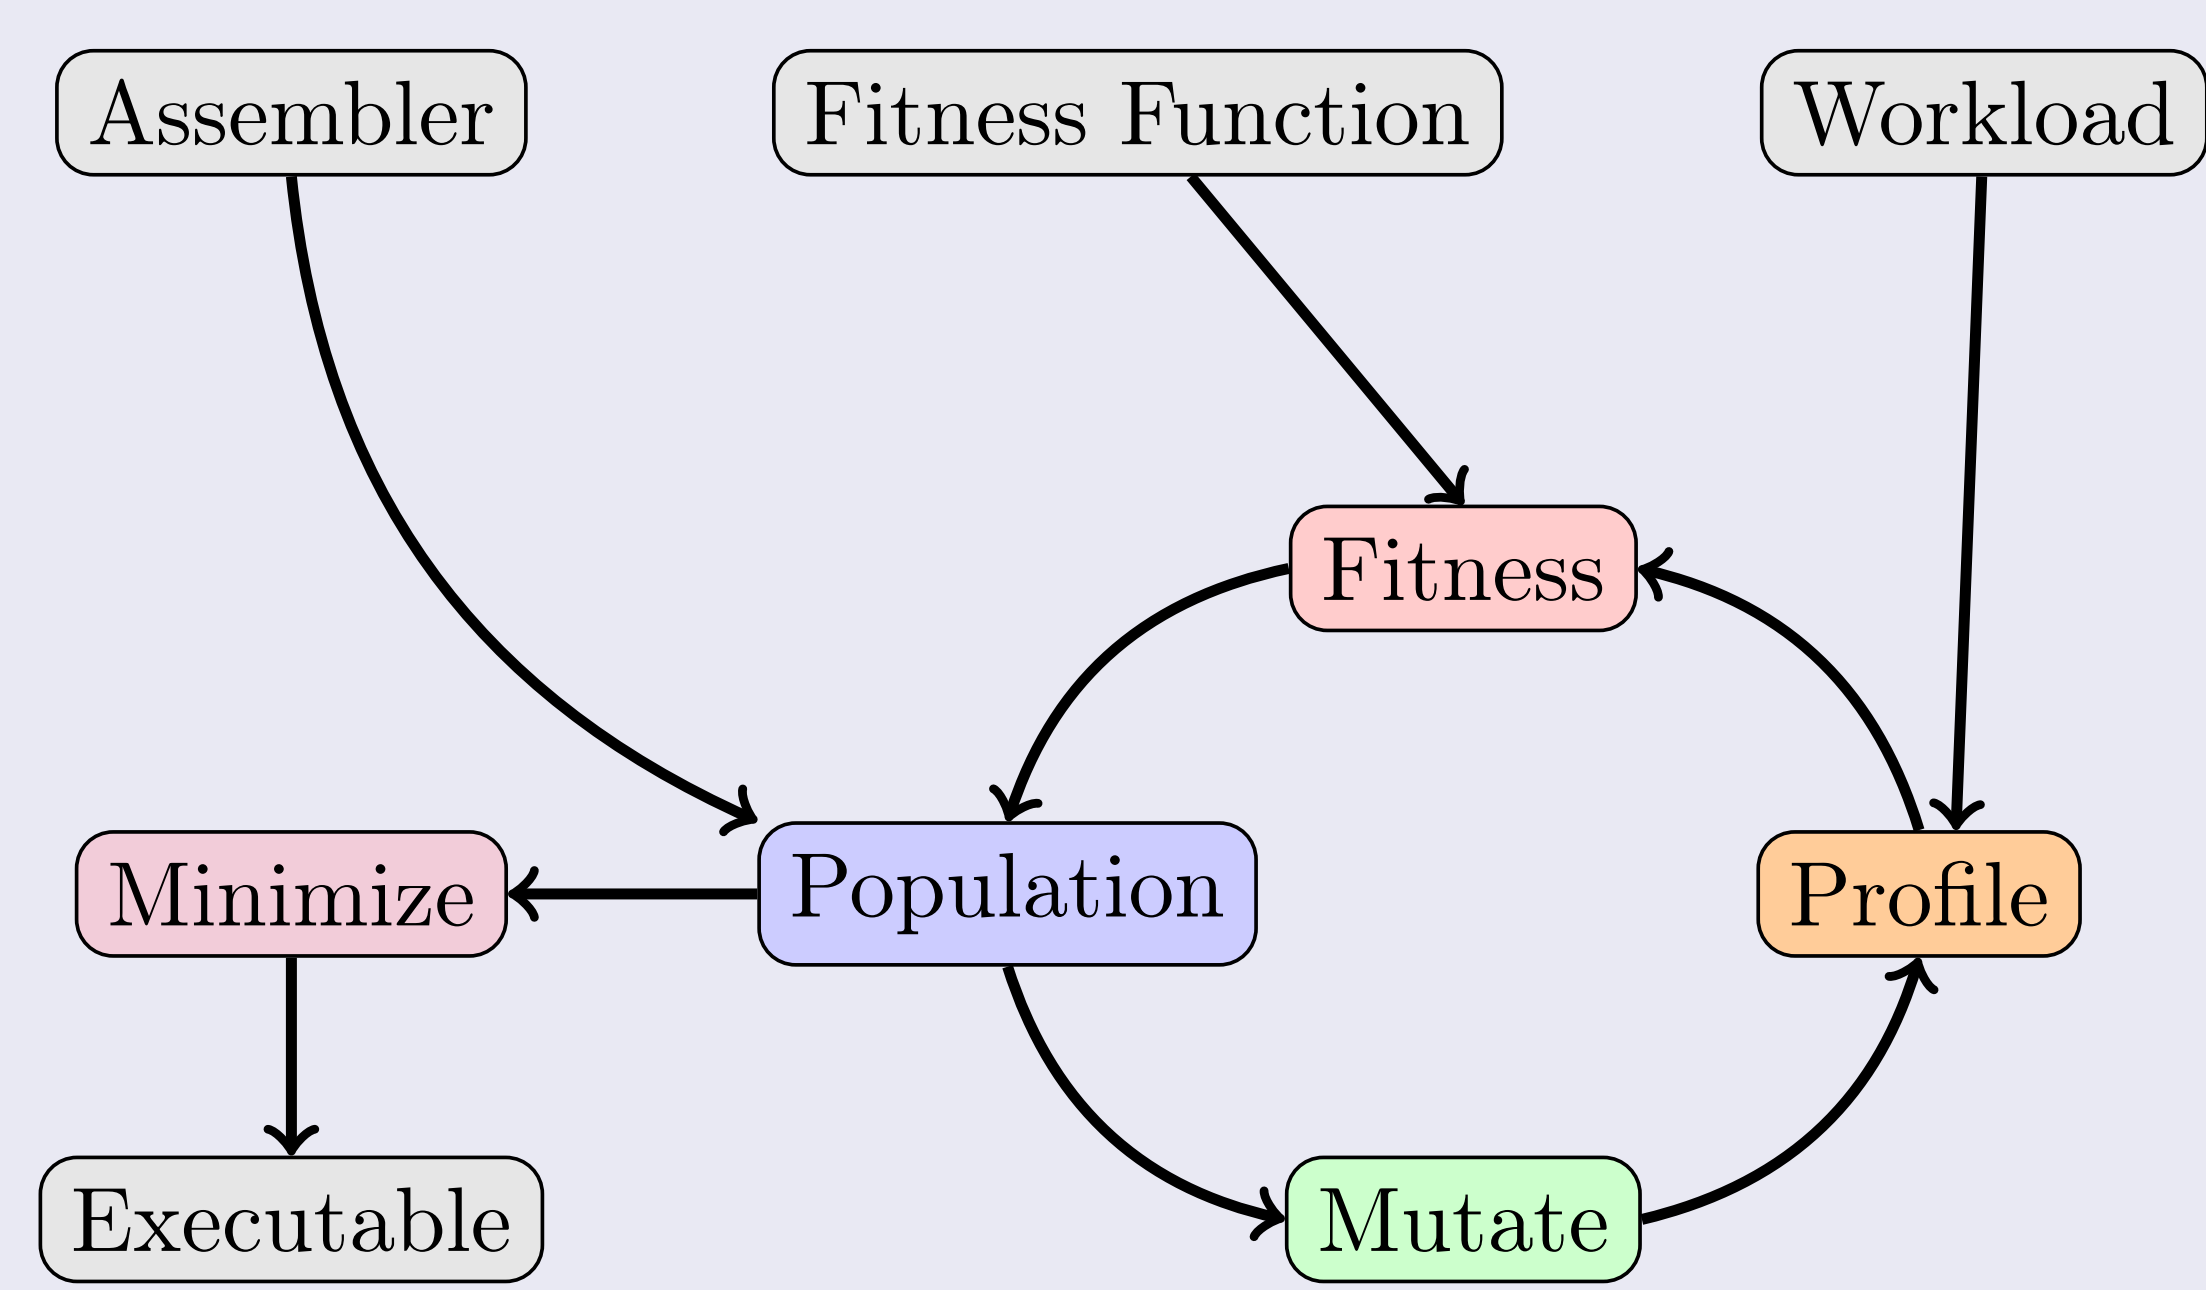 Assembler
Fitness Function
Workload
Fitness
Minimize
Population
Profile
Executable
Mutate